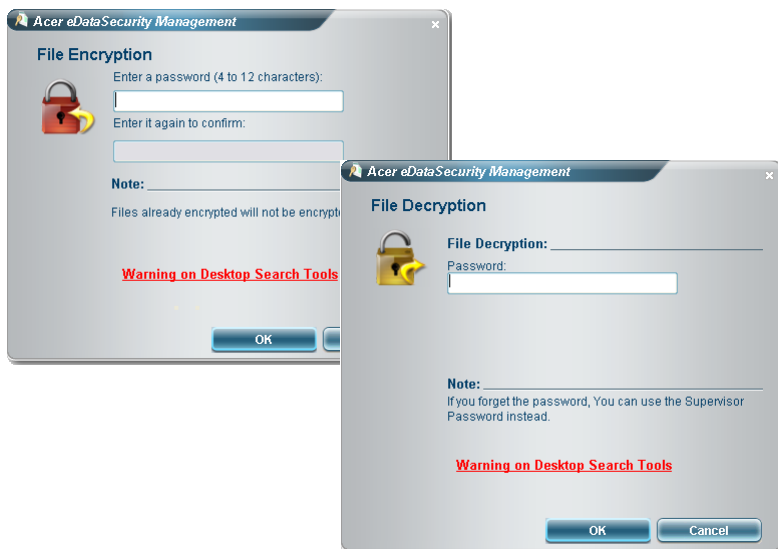 Acer eDataSecurity Management
File Encryption
Enter a password (4 to 12 characters):
Enter it again to confirm:
Note:
Files already encrypted will not be
Warning on Desktop Search Tools
OK
Acer eDataSecurity Management
File Decryption
File Decryption:
Password:
Note:
If you forget the password, You can use the Supervisor
Password instead.
Warning on Desktop Search Tools
OK
Cancel